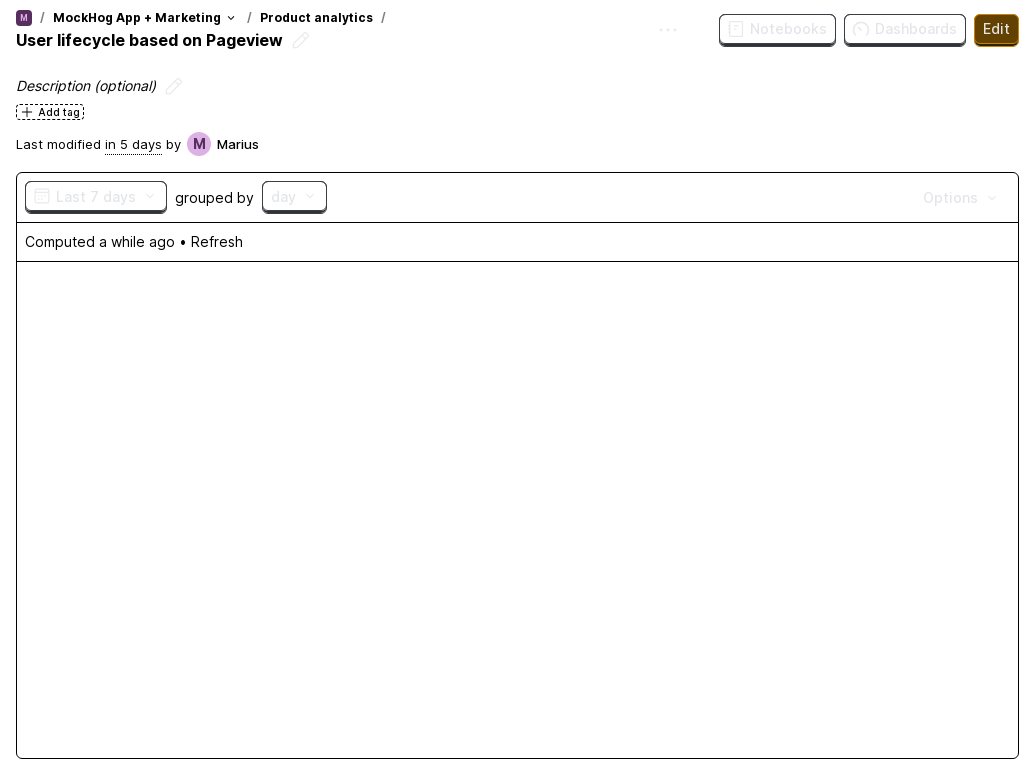 M / MockHog App + Marketing / Product analytics /
User lifecycle based on Pageview
Notebooks
Dashboards
Edit
Description (optional)
Add tag
Last modified in 5 days by M Marius
Last 7 days grouped by day
Options
Computed a while ago • Refresh